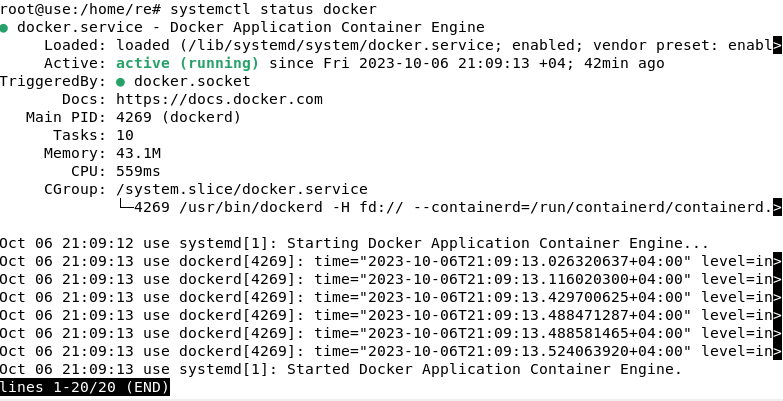 root@use:/home/re# systemctl status docker
● docker.service - Docker Application Container Engine
     Loaded: loaded (/lib/systemd/system/docker.service; enabled; vendor preset: enabl>
     Active: active (running) since Fri 2023-10-06 21:09:13 +04; 42min ago
TriggeredBy: ● docker.socket
       Docs: https://docs.docker.com
   Main PID: 4269 (dockerd)
      Tasks: 10
     Memory: 43.1M
        CPU: 559ms
     CGroup: /system.slice/docker.service
             └─4269 /usr/bin/dockerd -H fd:// --containerd=/run/containerd/containerd.>

Oct 06 21:09:12 use systemd[1]: Starting Docker Application Container Engine...
Oct 06 21:09:13 use dockerd[4269]: time="2023-10-06T21:09:13.026320637+04:00" level=in>
Oct 06 21:09:13 use dockerd[4269]: time="2023-10-06T21:09:13.116020300+04:00" level=in>
Oct 06 21:09:13 use dockerd[4269]: time="2023-10-06T21:09:13.429700625+04:00" level=in>
Oct 06 21:09:13 use dockerd[4269]: time="2023-10-06T21:09:13.488471287+04:00" level=in>
Oct 06 21:09:13 use dockerd[4269]: time="2023-10-06T21:09:13.488581465+04:00" level=in>
Oct 06 21:09:13 use dockerd[4269]: time="2023-10-06T21:09:13.524063920+04:00" level=in>
Oct 06 21:09:13 use systemd[1]: Started Docker Application Container Engine.
lines 1-20/20 (END)